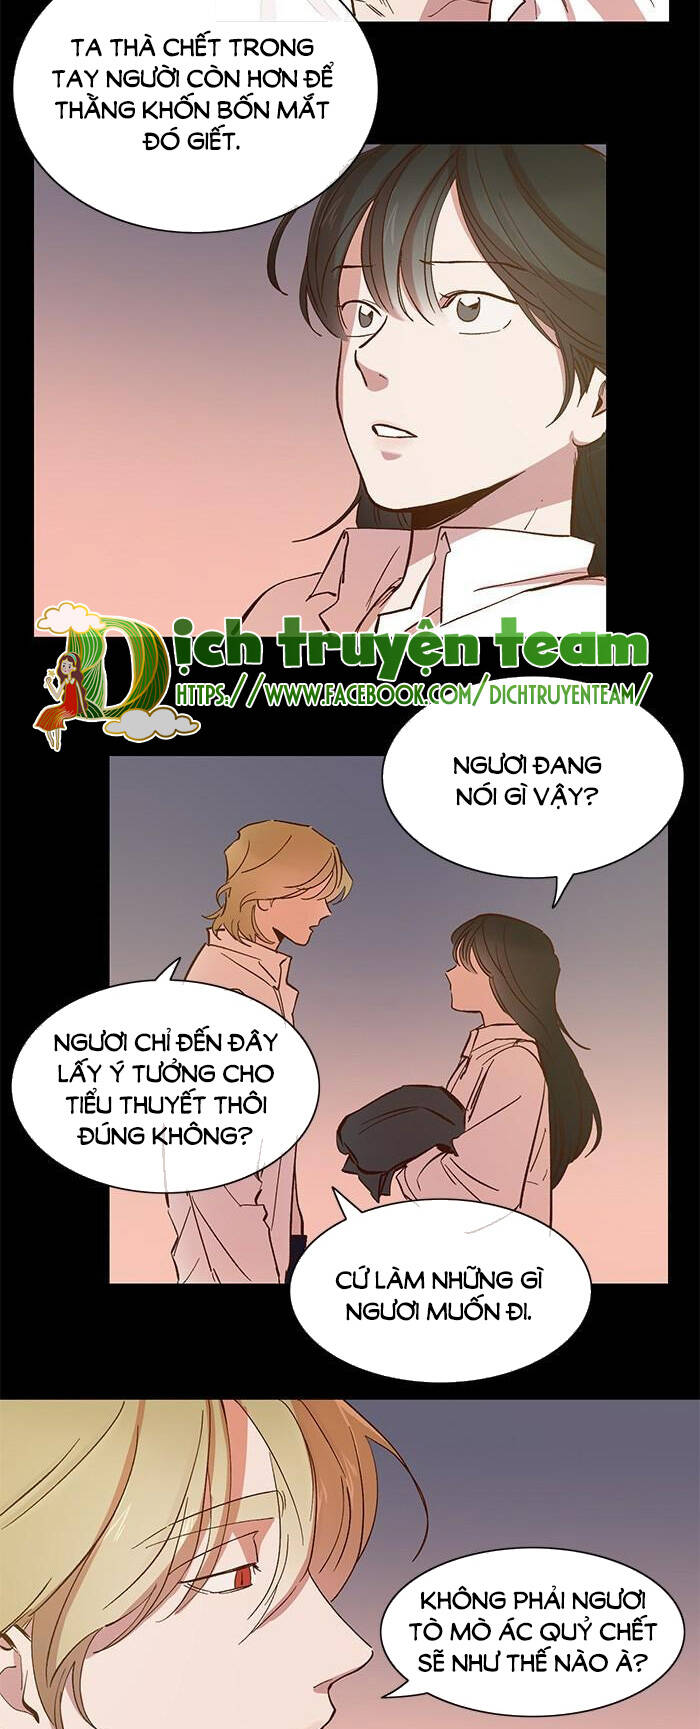 TA THÀ CHẾT TRONG
TAY NGƯỜI CÒN HƠN ĐỂ
THẰNG KHỐN BỐN MẮT
ĐÓ GIẾT.
Dịch truyện team
HTTPS://WWW.FACEBOOK.COM/DICHTRUYENTEAM/
NGƯƠI ĐANG
NÓI GÌ VẬY?
NGƯƠI CHỈ ĐẾN ĐÂY
LẤY Ý TƯỞNG CHO
TIỂU THUYẾT THÔI
ĐÚNG KHÔNG?
CỨ LÀM NHỮNG GÌ
NGƯƠI MUỐN ĐI.
KHÔNG PHẢI NGƯƠI
TÒ MÒ ÁC QUỶ CHẾT
SẼ NHƯ THẾ NÀO À?